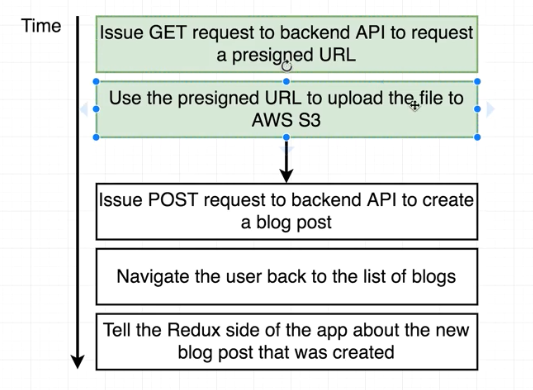 Time
Issue GET request to backend API to request
a presigned URL
Use the presigned URL to upload the file to
AWS S3
Issue POST request to backend API to create
a blog post
Navigate the user back to the list of blogs
Tell the Redux side of the app about the new
blog post that was created